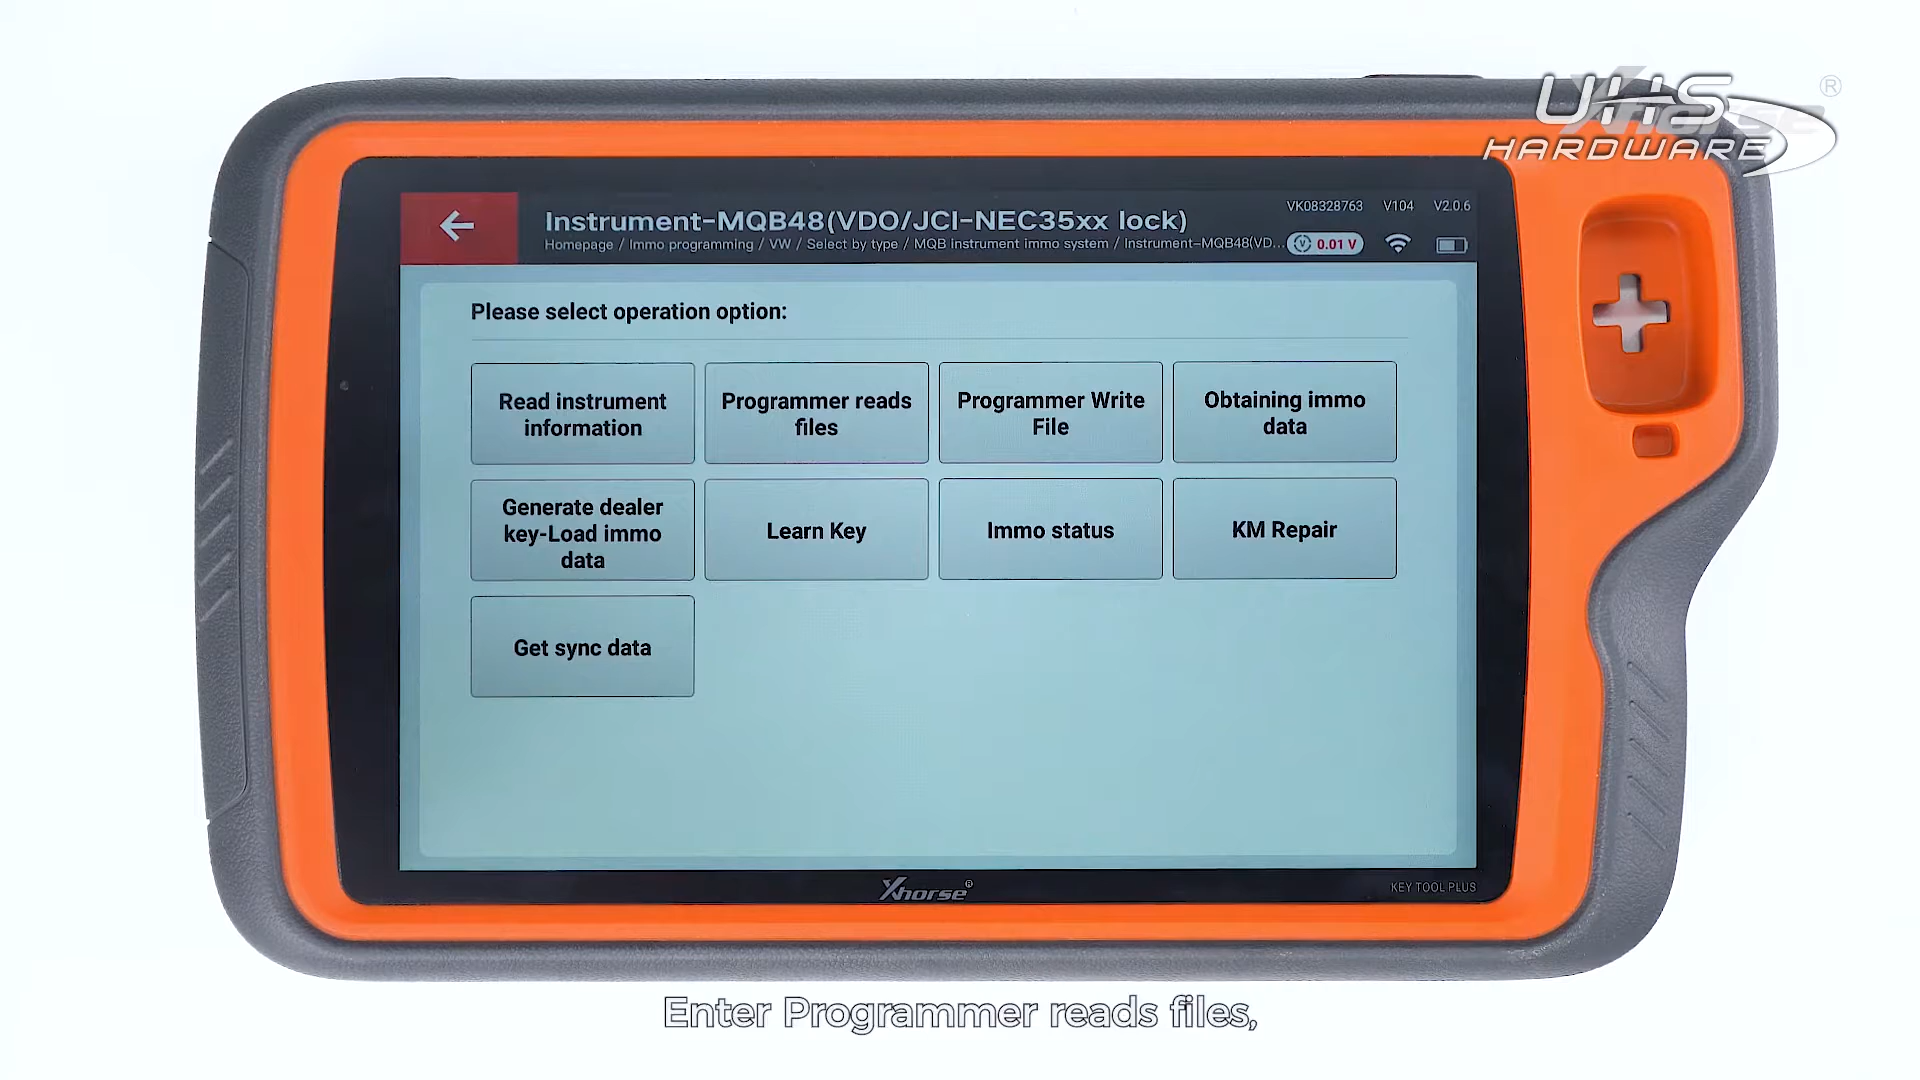 UHS
HARDWARE
®
Instrument-MQB48(VDO/JCI-NEC35xx lock)
VK08328763 V104 V2.0.6
Homepage / Immo programming / VW / Select by type / MQB instrument immo system / Instrument-MQB48(VD...
0.01 V
Please select operation option:
Read instrument
information
Programmer reads
files
Programmer Write
File
Obtaining immo
data
Generate dealer
key-Load immo
data
Learn Key
Immo status
KM Repair
Get sync data
Xhorse®
KEY TOOL PLUS
Enter Programmer reads files,